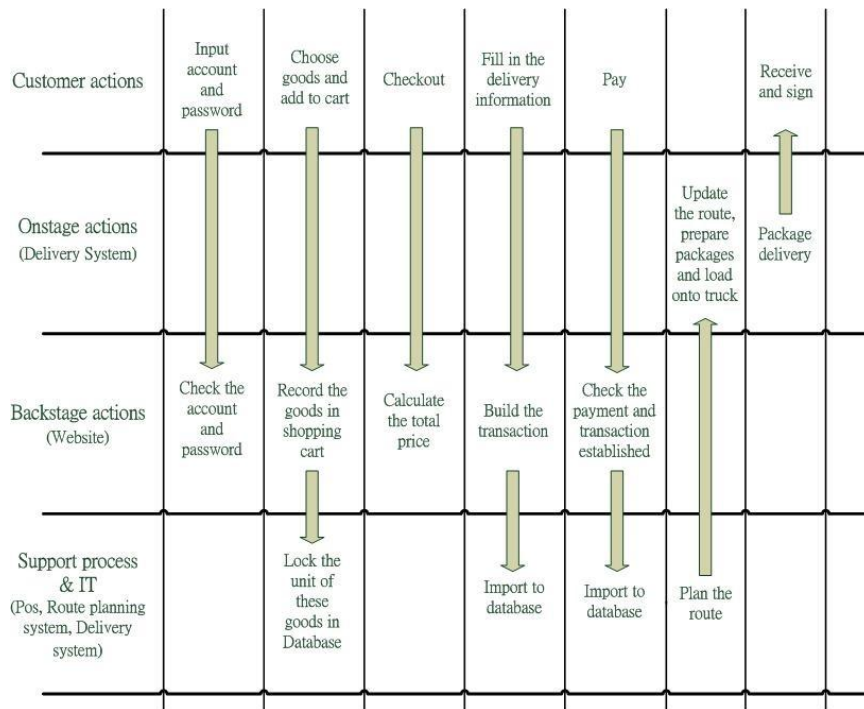 Customer actions
Input
account
and
password
Choose
goods and
add to cart
Checkout
Fill in the
delivery
information
Pay
Receive
and sign
Onstage actions
(Delivery System)
Update
the route,
prepare
packages
and load
onto truck
Package
delivery
Backstage actions
(Website)
Check the
account
and
password
Record the
goods in
shopping
cart
Calculate
the total
price
Build the
transaction
Check the
payment and
transaction
established
Support process
& IT
(Pos, Route planning
system, Delivery
system)
Lock the
unit of
these
goods in
Database
Import to
database
Import to
database
Plan the
route